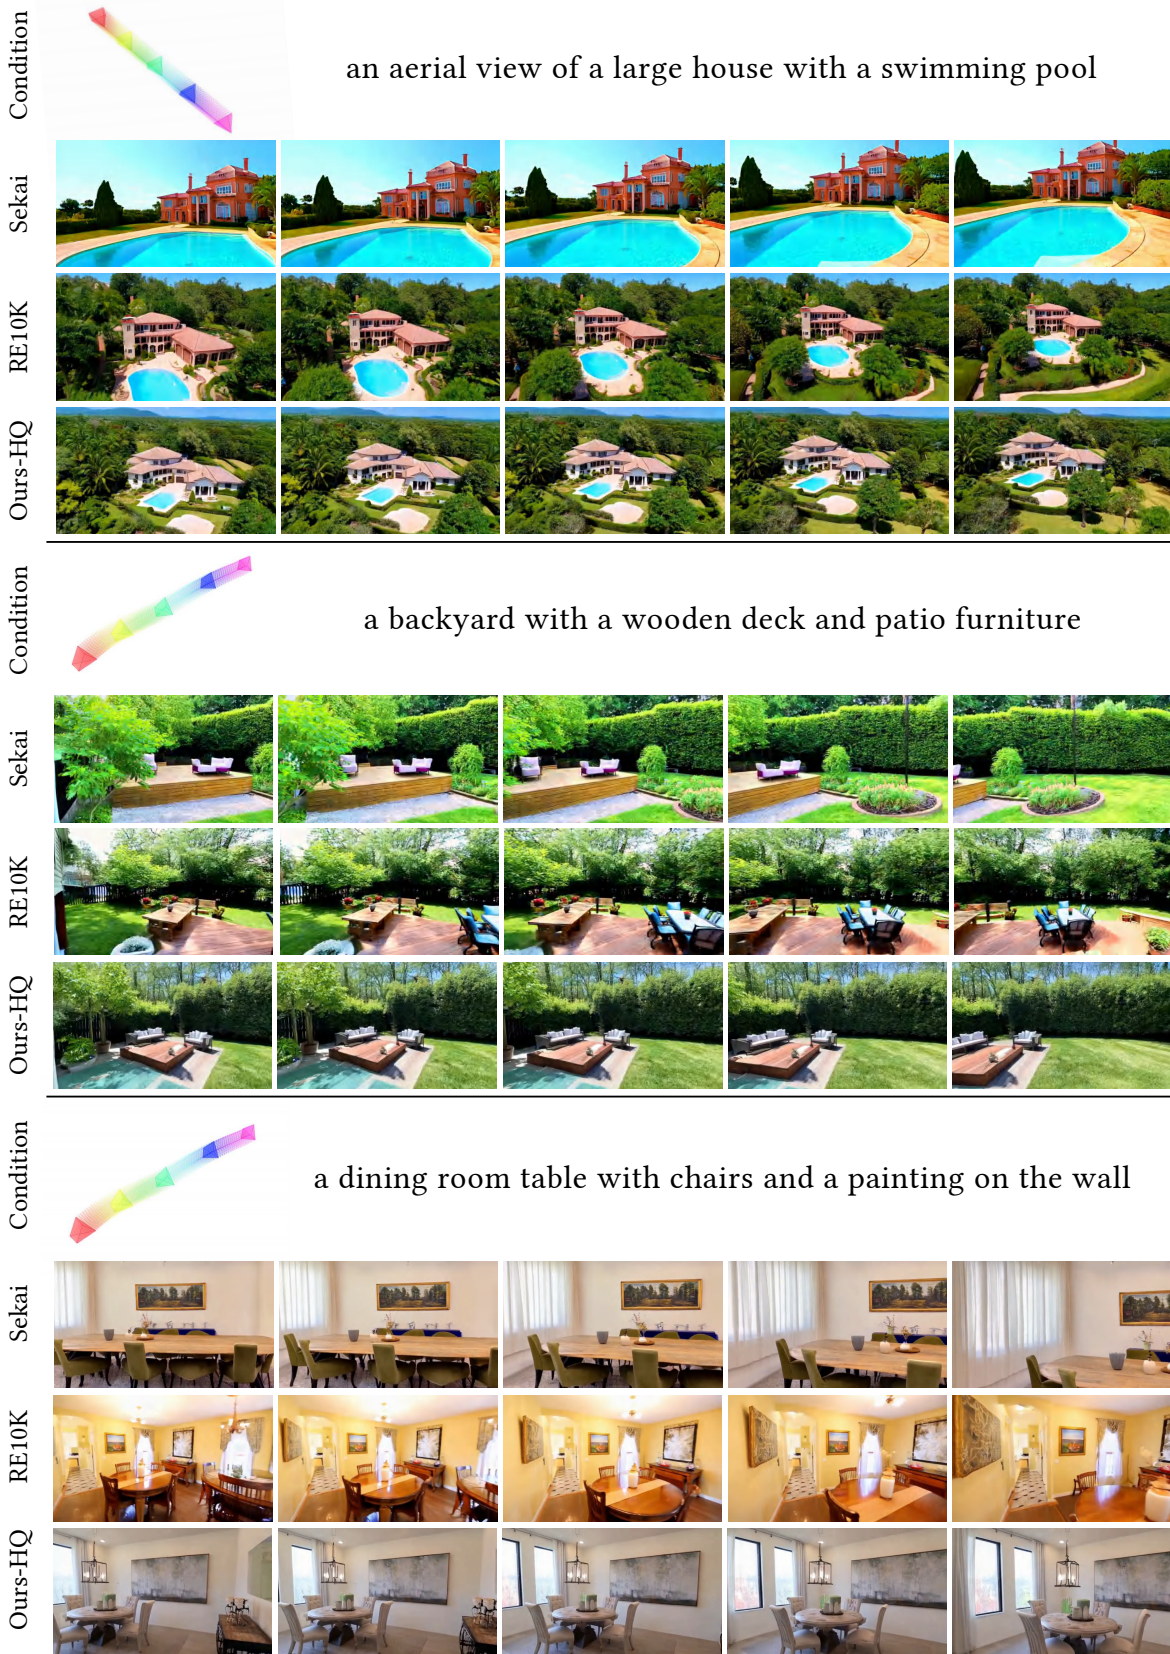 Condition
an aerial view of a large house with a swimming pool
Sekai
RE10K
Ours-HQ
Condition
a backyard with a wooden deck and patio furniture
Sekai
RE10K
Ours-HQ
Condition
a dining room table with chairs and a painting on the wall
Sekai
RE10K
Ours-HQ